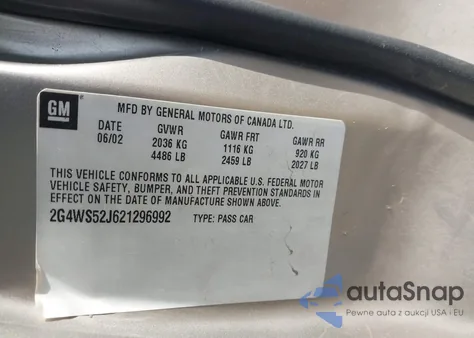 GM
MFD BY GENERAL MOTORS OF CANADA LTD.
DATE GVWR GAWR FRT GAWR RR
06/02 2036 KG 1116 KG 920 KG
4486 LB 2459 LB 2027 LB
THIS VEHICLE CONFORMS TO ALL APPLICABLE U.S. FEDERAL MOTOR
VEHICLE SAFETY, BUMPER, AND THEFT PREVENTION STANDARDS IN
EFFECT ON THE DATE OF MANUFACTURE SHOWN ABOVE.
2G4WS52J621296992 TYPE: PASS CAR
autoSnap
Pewne auta z aukcji USA i EU